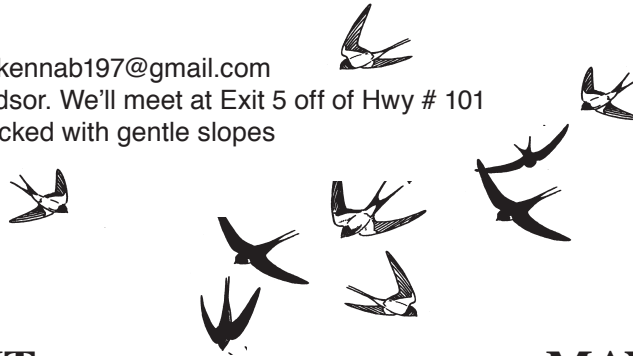 kennab197@gmail.com
dsor. We'll meet at Exit 5 off of Hwy # 101
cked with gentle slopes